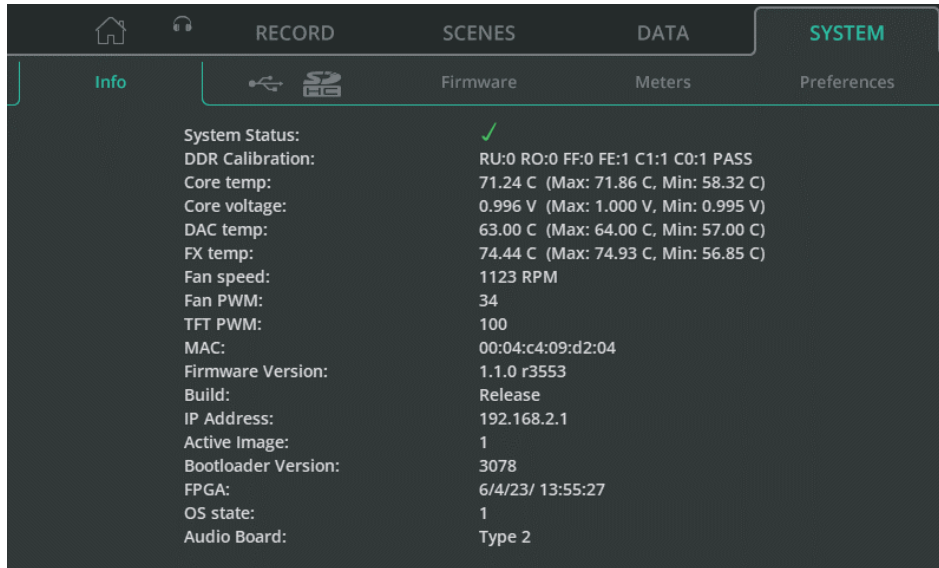 RECORD SCENES DATA SYSTEM
Info SD HC Firmware Meters Preferences
System Status:
DDR Calibration: RU:0 RO:0 FF:0 FE:1 C1:1 C0:1 PASS
Core temp: 71.24 C (Max: 71.86 C, Min: 58.32 C)
Core voltage: 0.996 V (Max: 1.000 V, Min: 0.995 V)
DAC temp: 63.00 C (Max: 64.00 C, Min: 57.00 C)
FX temp: 74.44 C (Max: 74.93 C, Min: 56.85 C)
Fan speed: 1123 RPM
Fan PWM: 34
TFT PWM: 100
MAC: 00:04:c4:09:d2:04
Firmware Version: 1.1.0 r3553
Build: Release
IP Address: 192.168.2.1
Active Image: 1
Bootloader Version: 3078
FPGA: 6/4/23/ 13:55:27
OS state: 1
Audio Board: Type 2